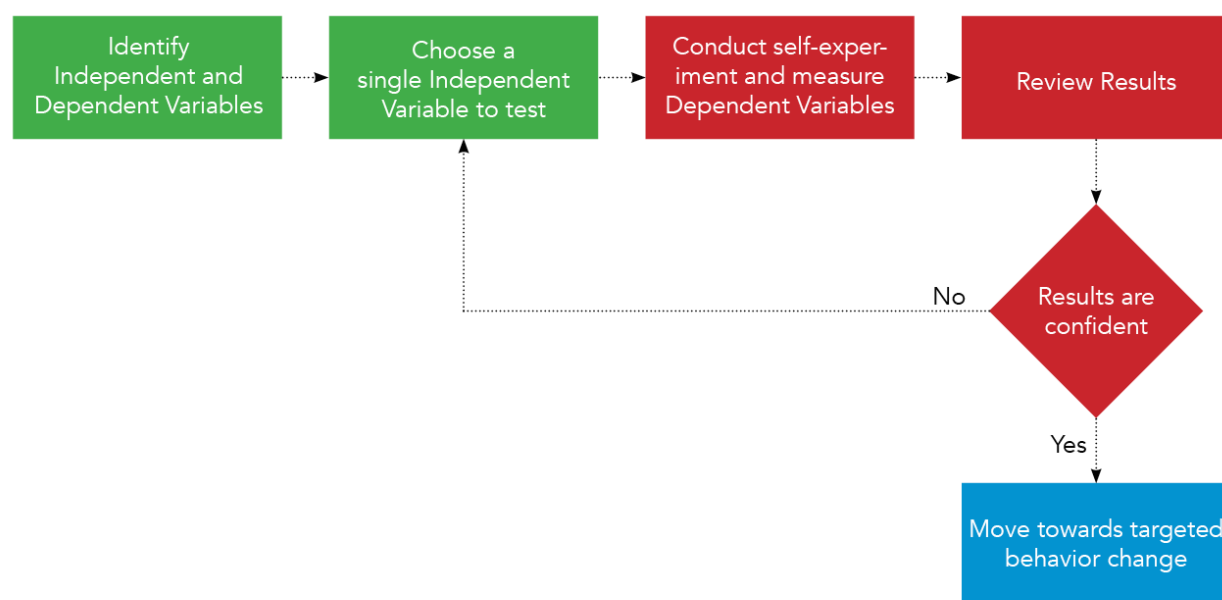 Identify
Independent and
Dependent Variables
Choose a
single Independent
Variable to test
Conduct self-exper-
iment and measure
Dependent Variables
Review Results
Results are
confident
No
Yes
Move towards targeted
behavior change